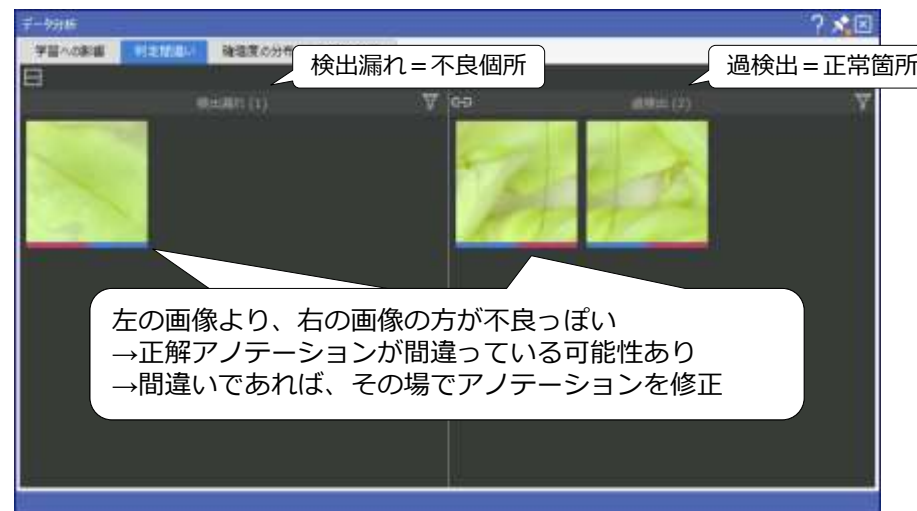 データ分析
学習への影響 判定間違い 確信度の分布
検出漏れ=不良個所
過検出=正常箇所
検出漏れ (1)
過検出 (2)
左の画像より、右の画像の方が不良っぽい
→正解アノテーションが間違っている可能性あり
→間違いであれば、その場でアノテーションを修正